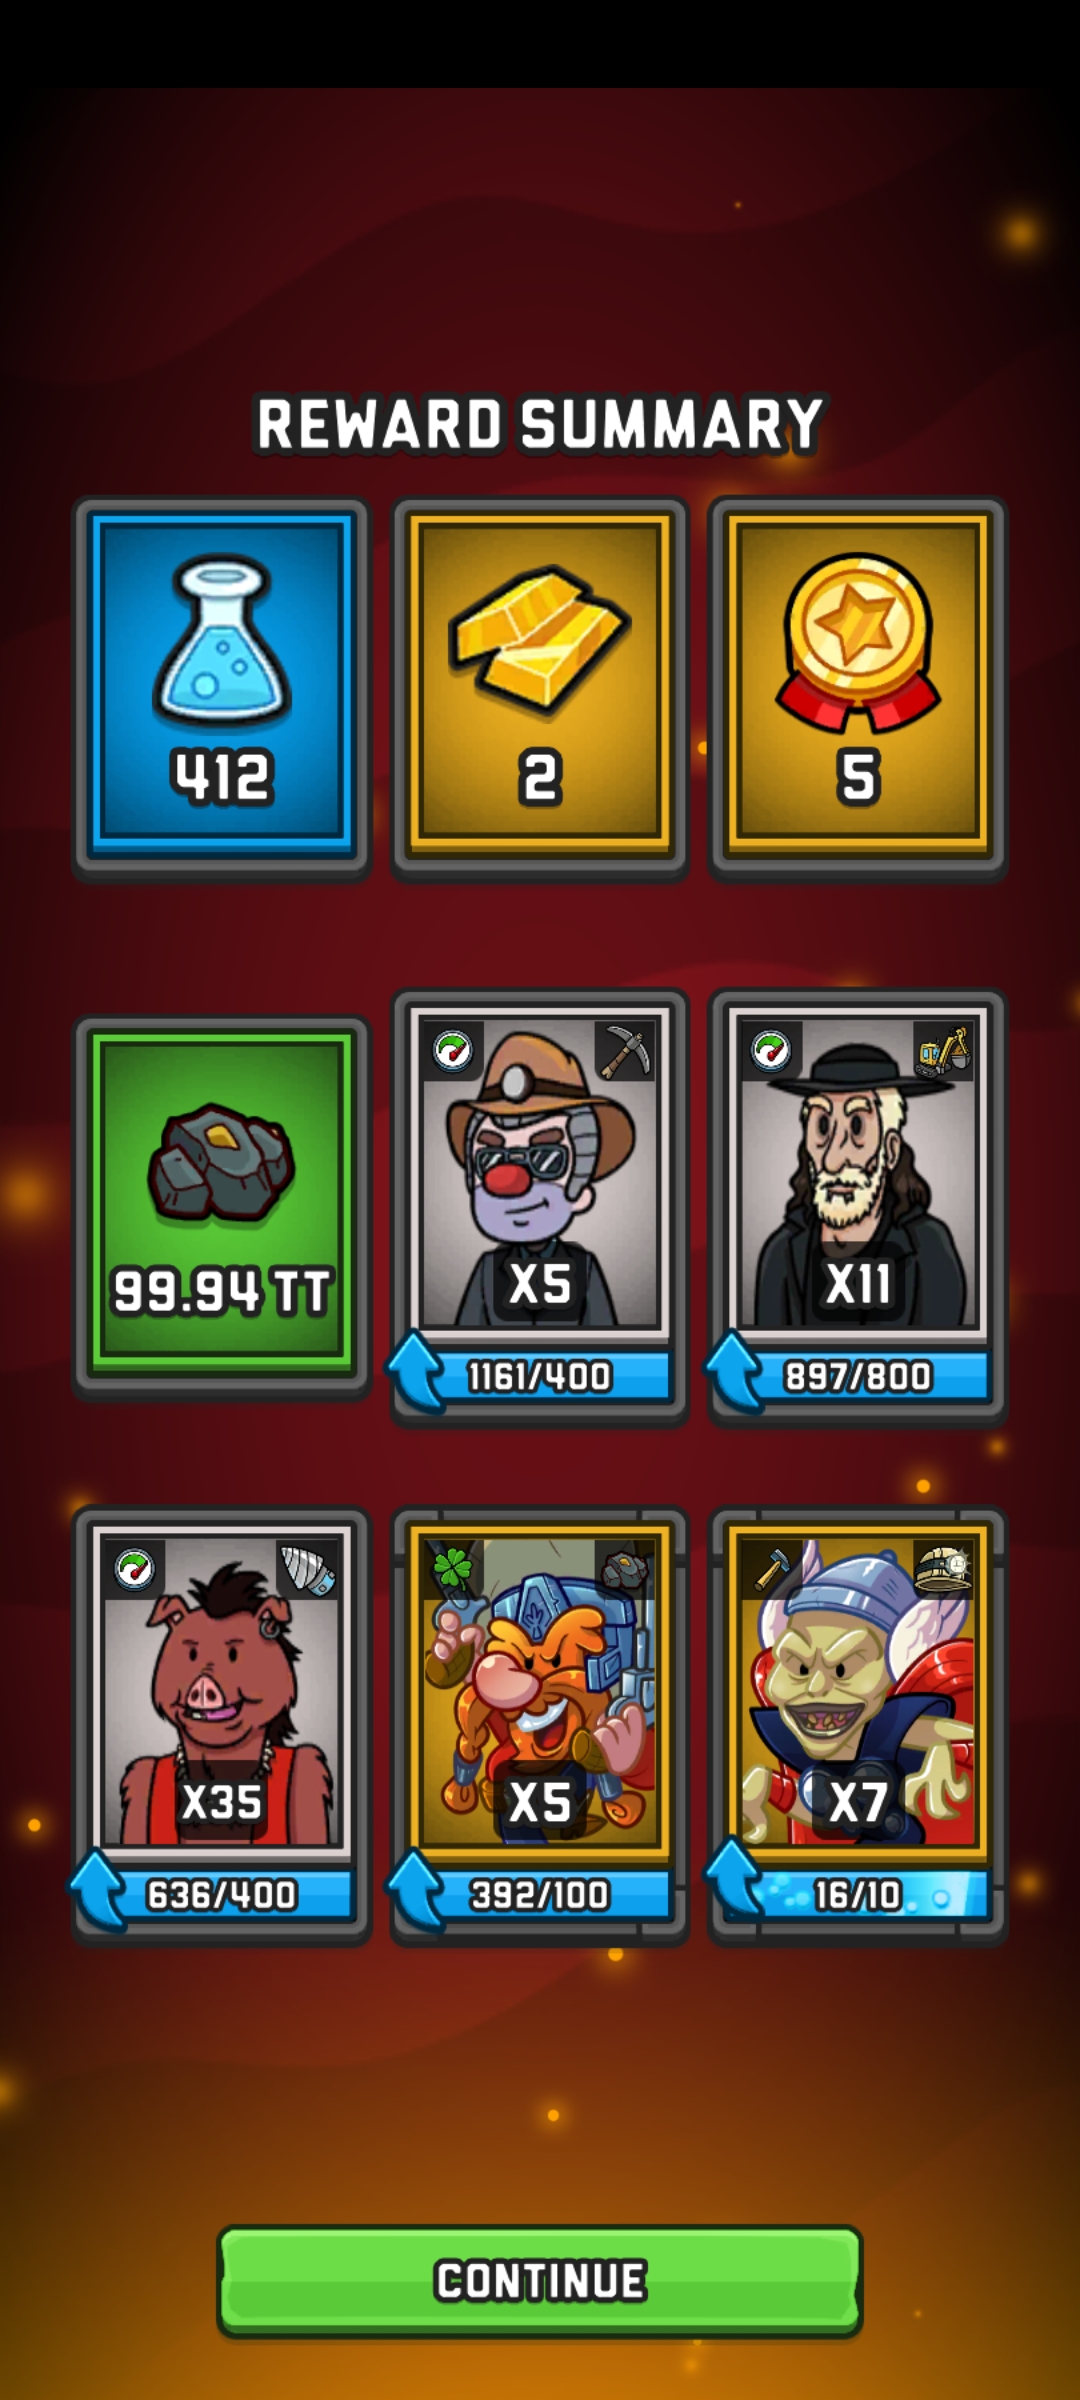 REWARD SUMMARY
412
2
5
99.94 TT
X5
1161/400
X11
897/800
X35
636/400
X5
392/100
X7
16/10
CONTINUE